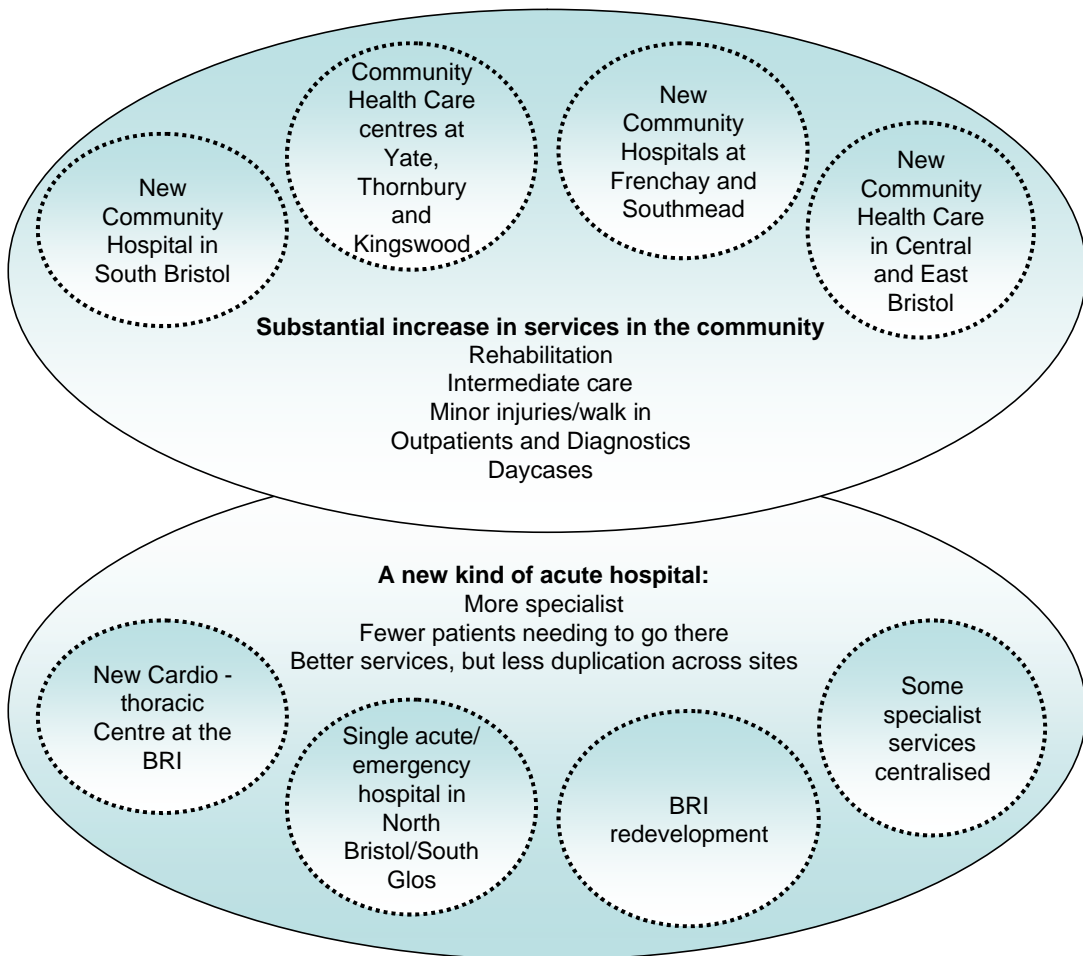 New
Community
Hospital in
South Bristol
Community
Health Care
centres at
Yate,
Thornbury
and
Kingswood
New
Community
Hospitals at
Frenchay and
Southmead
New
Community
Health Care
in Central
and East
Bristol
Substantial increase in services in the community
Rehabilitation
Intermediate care
Minor injuries/walk in
Outpatients and Diagnostics
Daycases
A new kind of acute hospital:
More specialist
Fewer patients needing to go there
Better services, but less duplication across sites
New Cardio -
thoracic
Centre at the
BRI
Single acute/
emergency
hospital in
North
Bristol/South
Glos
BRI
redevelopment
Some
specialist
services
centralised